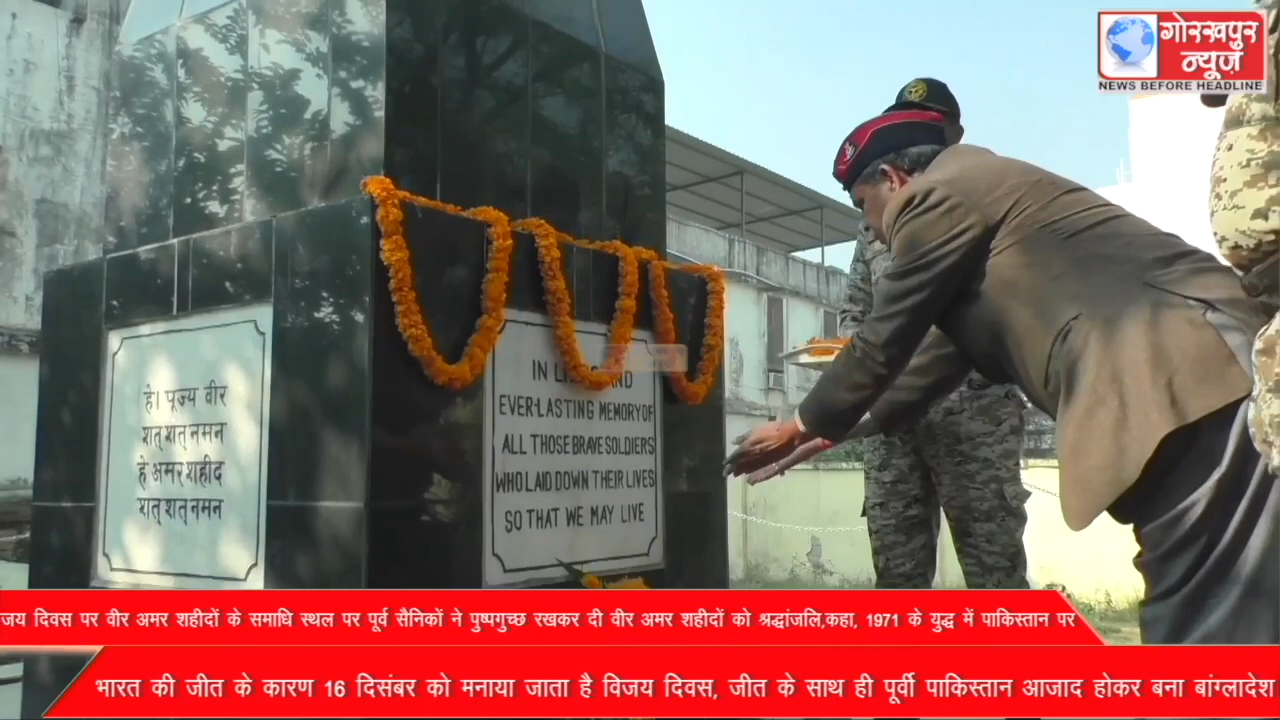 गोरखपुर
न्यूज़
NEWS BEFORE HEADLINE
हे। पूज्य वीर
शत् शत् नमन
हे अमर शहीद
शत् शत् नमन
IN AND
EVER-LASTING MEMORY OF
ALL THOSE BRAVE SOLDIERS
WHO LAID DOWN THEIR LIVES
SO THAT WE MAY LIVE
जय दिवस पर वीर अमर शहीदों के समाधि स्थल पर पूर्व सैनिकों ने पुष्पगुच्छ रखकर दी वीर अमर शहीदों को श्रद्धांजलि,कहा, 1971 के युद्ध में पाकिस्तान पर
भारत की जीत के कारण 16 दिसंबर को मनाया जाता है विजय दिवस, जीत के साथ ही पूर्वी पाकिस्तान आजाद होकर बना बांग्लादेश